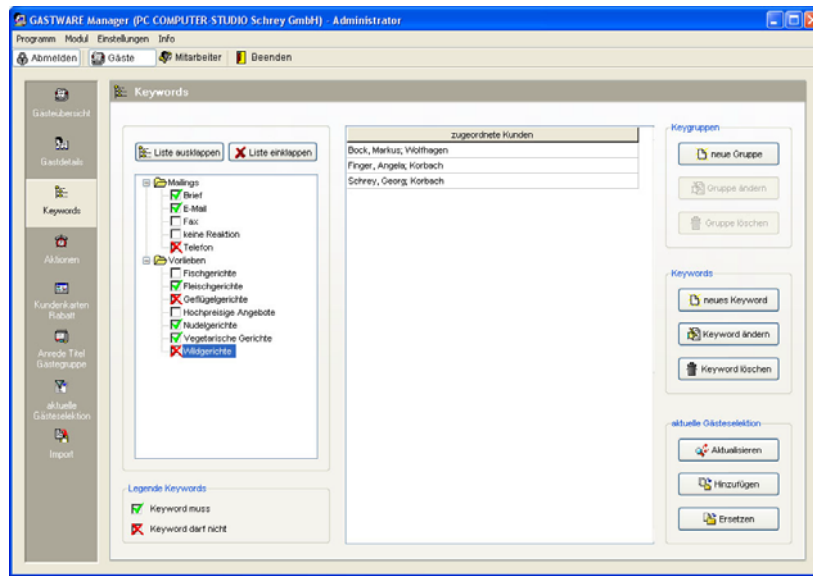 GASTWARE Manager (PC COMPUTER-STUDIO Schrey GmbH) - Administrator
Programm Modul Einstellungen Info
Abmelden Gäste Mitarbeiter Beenden
Gästeübersicht
Gastdetails
Keywords
Aktionen
Kundenkarten
Rabatt
Anrede Titel
Gästegruppe
aktuelle
Gästeselektion
Import
Keywords
Liste ausklappen Liste einklappen
Mailings
Brief
E-Mail
Fax
keine Reaktion
Telefon
Vorlieben
Fischgerichte
Fleischgerichte
Geflügelgerichte
Hochpreisige Angebote
Nudelgerichte
Vegetarische Gerichte
Wildgerichte
Legende Keywords
Keyword muss
Keyword darf nicht
zugeordnete Kunden
Bock, Markus; Wolfhagen
Finger, Angela; Korbach
Schrey, Georg; Korbach
Keygruppen
neue Gruppe
Gruppe ändern
Gruppe löschen
Keywords
neues Keyword
Keyword ändern
Keyword löschen
aktuelle Gästeselektion
Aktualisieren
Hinzufügen
Ersetzen